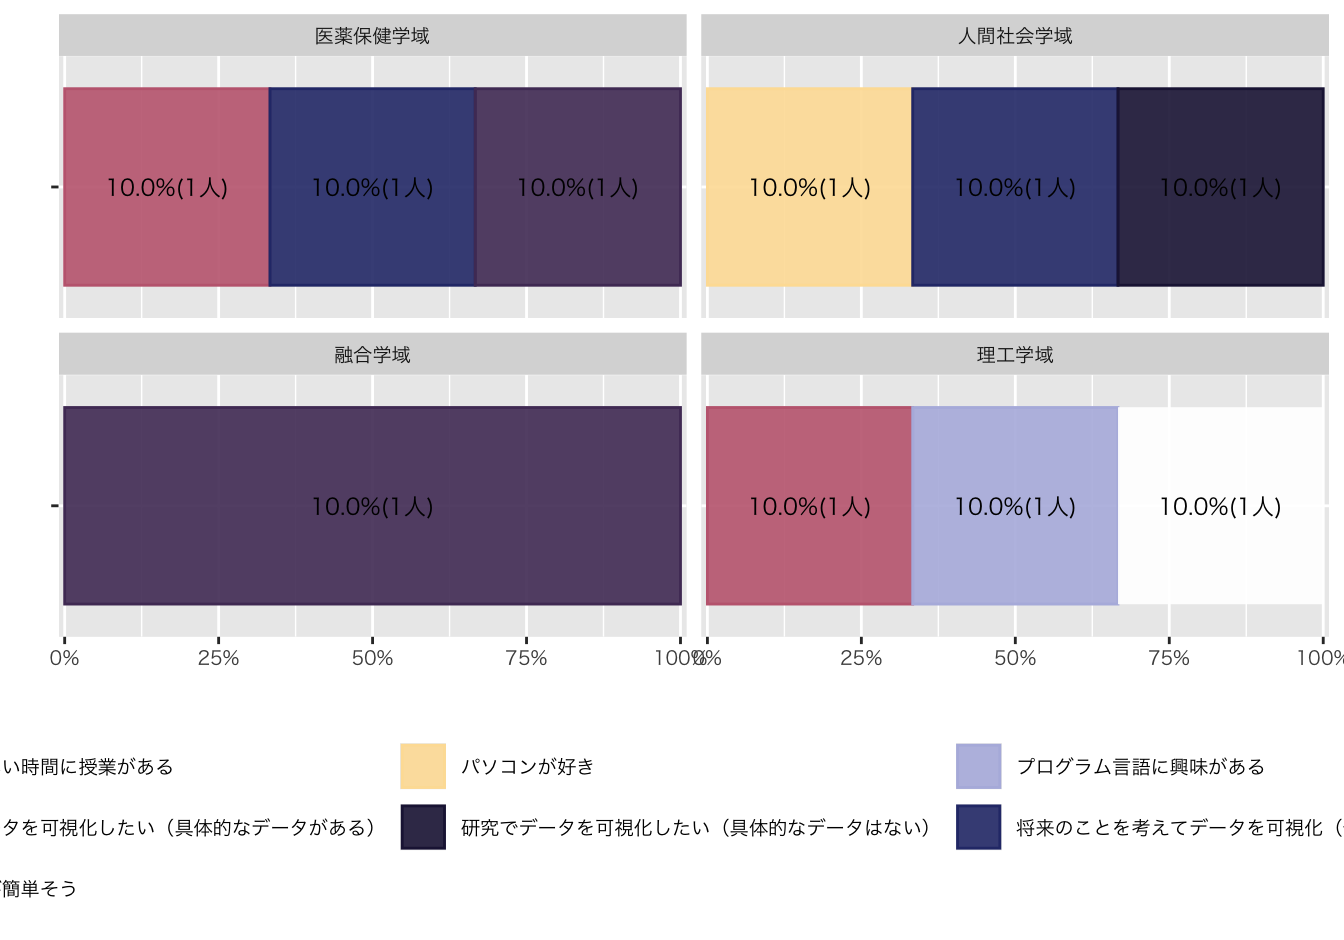 医薬保健学域
人間社会学域
10.0%(1人) 10.0%(1人) 10.0%(1人)
10.0%(1人) 10.0%(1人) 10.0%(1人)
融合学域
理工学域
10.0%(1人)
10.0%(1人) 10.0%(1人) 10.0%(1人)
0% 25% 50% 75% 100%
0% 25% 50% 75% 100%
い時間に授業がある
パソコンが好き
プログラム言語に興味がある
タを可視化したい（具体的なデータがある）
研究でデータを可視化したい（具体的なデータはない）
将来のことを考えてデータを可視化（
簡単そう